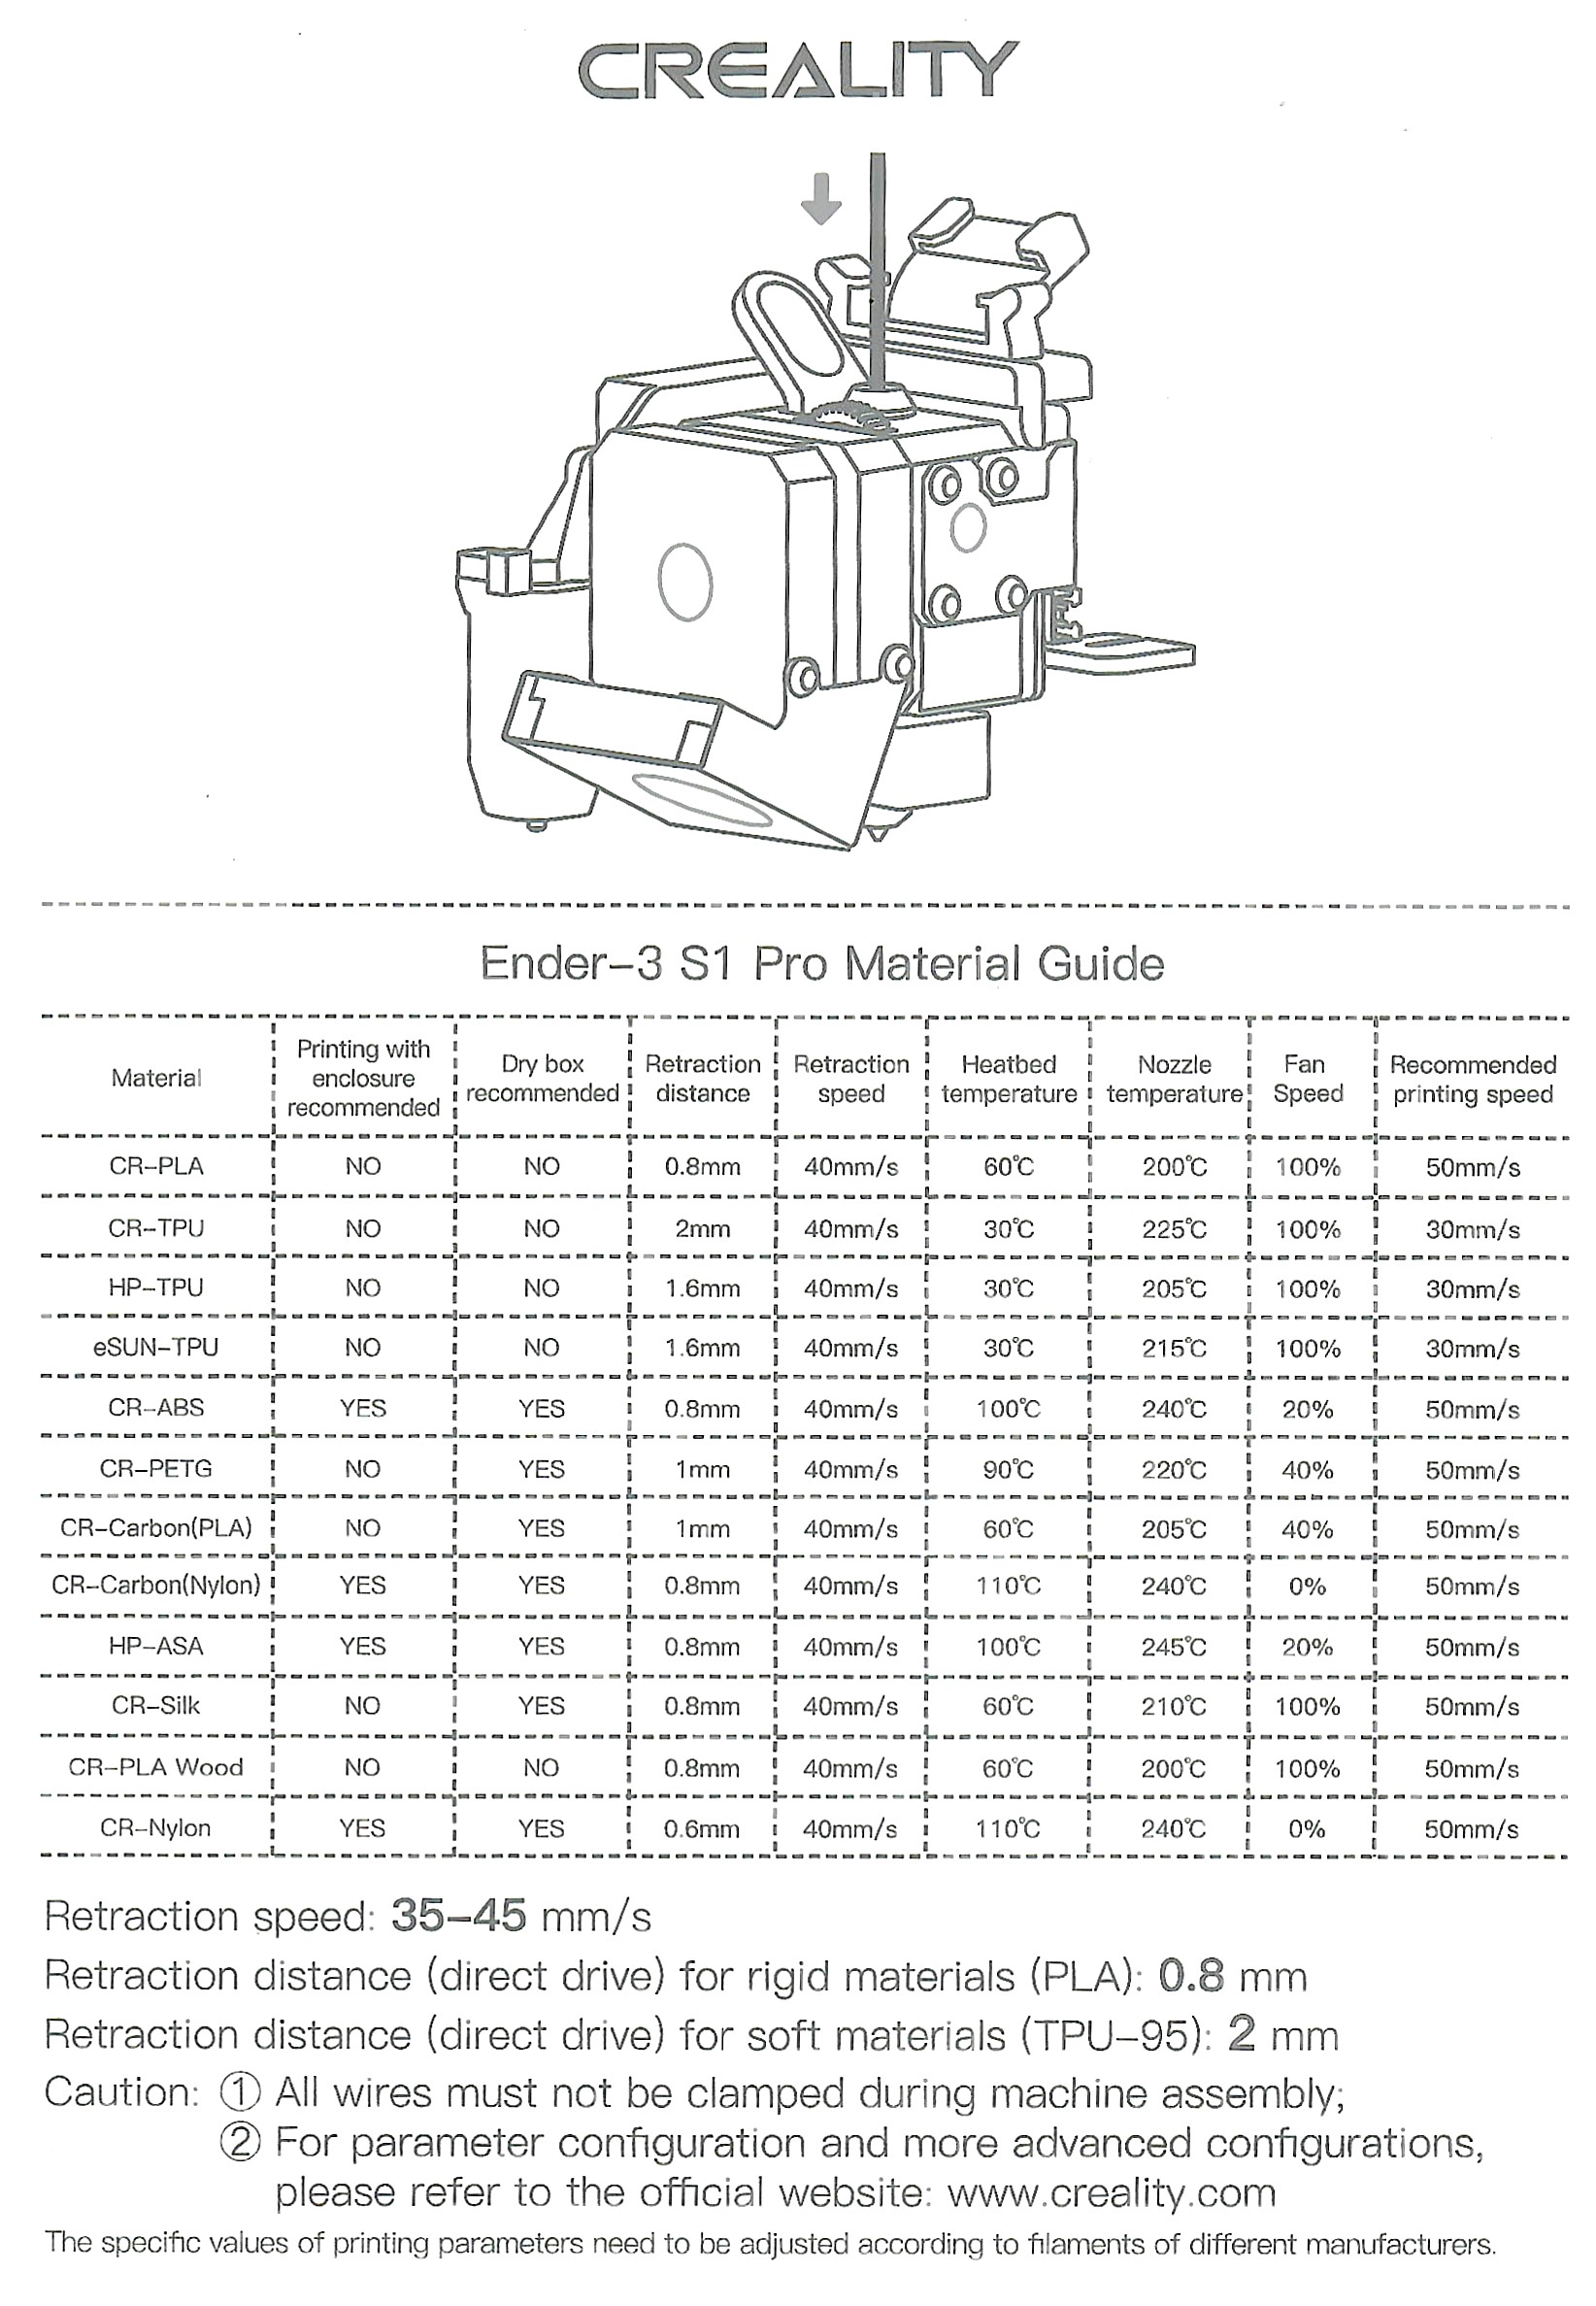 CREALITY
Ender-3 S1 Pro Material Guide
Material | Printing with enclosure recommended | Dry box recommended | Retraction distance | Retraction speed | Heatbed temperature | Nozzle temperature | Fan Speed | Recommended printing speed
CR-PLA NO NO 0.8mm 40mm/s 60℃ 200℃ 100% 50mm/s
CR-TPU NO NO 2mm 40mm/s 30℃ 225℃ 100% 30mm/s
HP-TPU NO NO 1.6mm 40mm/s 30℃ 205℃ 100% 30mm/s
eSUN-TPU NO NO 1.6mm 40mm/s 30℃ 215℃ 100% 30mm/s
CR-ABS YES YES 0.8mm 40mm/s 100℃ 240℃ 20% 50mm/s
CR-PETG NO YES 1mm 40mm/s 90℃ 220℃ 40% 50mm/s
CR-Carbon(PLA) NO YES 1mm 40mm/s 60℃ 205℃ 40% 50mm/s
CR-Carbon(Nylon) YES YES 0.8mm 40mm/s 110℃ 240℃ 0% 50mm/s
HP-ASA YES YES 0.8mm 40mm/s 100℃ 245℃ 20% 50mm/s
CR-Silk NO YES 0.8mm 40mm/s 60℃ 210℃ 100% 50mm/s
CR-PLA Wood NO NO 0.8mm 40mm/s 60℃ 200℃ 100% 50mm/s
CR-Nylon YES YES 0.6mm 40mm/s 110℃ 240℃ 0% 50mm/s
Retraction speed: 35-45 mm/s
Retraction distance (direct drive) for rigid materials (PLA): 0.8 mm
Retraction distance (direct drive) for soft materials (TPU-95): 2 mm
Caution: ① All wires must not be clamped during machine assembly;
② For parameter configuration and more advanced configurations,
please refer to the official website: www.creality.com
The specific values of printing parameters need to be adjusted according to filaments of different manufacturers.